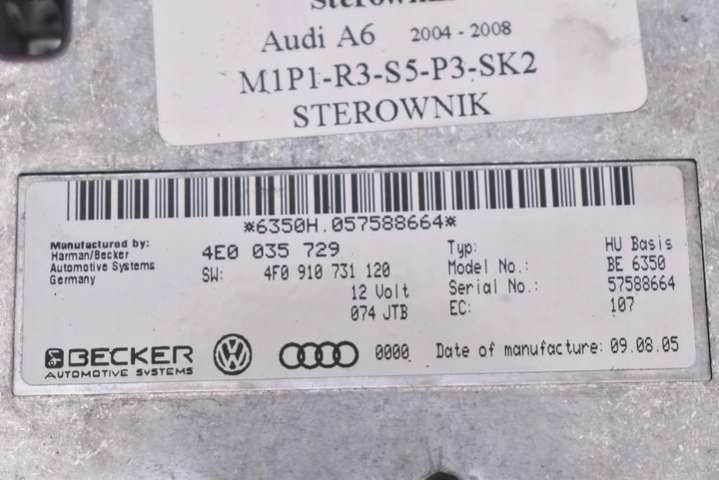 Sterownik
Audi A6 2004 - 2008
M1P1-R3-S5-P3-SK2
STEROWNIK
*6350H.057588664*
Manufactured by:
Harman/Becker
Automotive Systems
Germany
4E0 035 729
SW: 4F0 910 731 120
12 Volt
074 JTB
Typ: HU Basis
Model No.: BE 6350
Serial No.: 57588664
EC: 107
BECKER
AUTOMOTIVE SYSTEMS
0000 Date of manufacture: 09.08.05